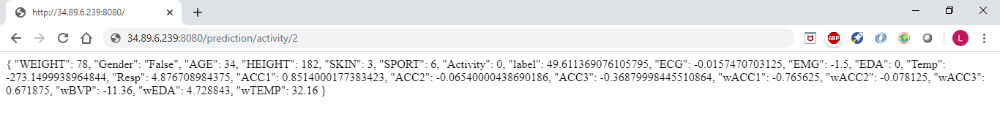 http://34.89.6.239:8080/
34.89.6.239:8080/prediction/activity/2
ABP
L
{ "WEIGHT": 78, "Gender": "False", "AGE": 34, "HEIGHT": 182, "SKIN": 3, "SPORT": 6, "Activity": 0, "label": 49.611369076105795, "ECG": -0.0157470703125, "EMG": -1.5, "EDA": 0, "Temp":
-273.1499938964844, "Resp": 4.876708984375, "ACC1": 0.8514000177383423, "ACC2": -0.06540000438690186, "ACC3": -0.36879998445510864, "wACC1": -0.765625, "wACC2": -0.078125, "wACC3":
0.671875, "wBVP": -11.36, "wEDA": 4.728843, "wTEMP": 32.16 }